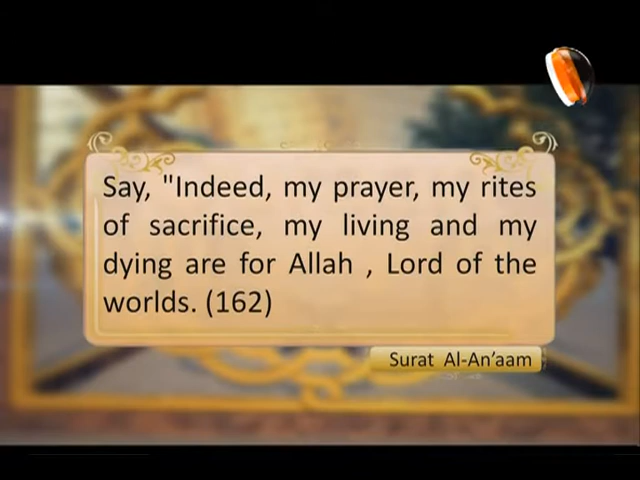 Say, "Indeed, my prayer, my rites
of sacrifice, my living and my
dying are for Allah , Lord of the
worlds. (162)
Surat Al-An’aam